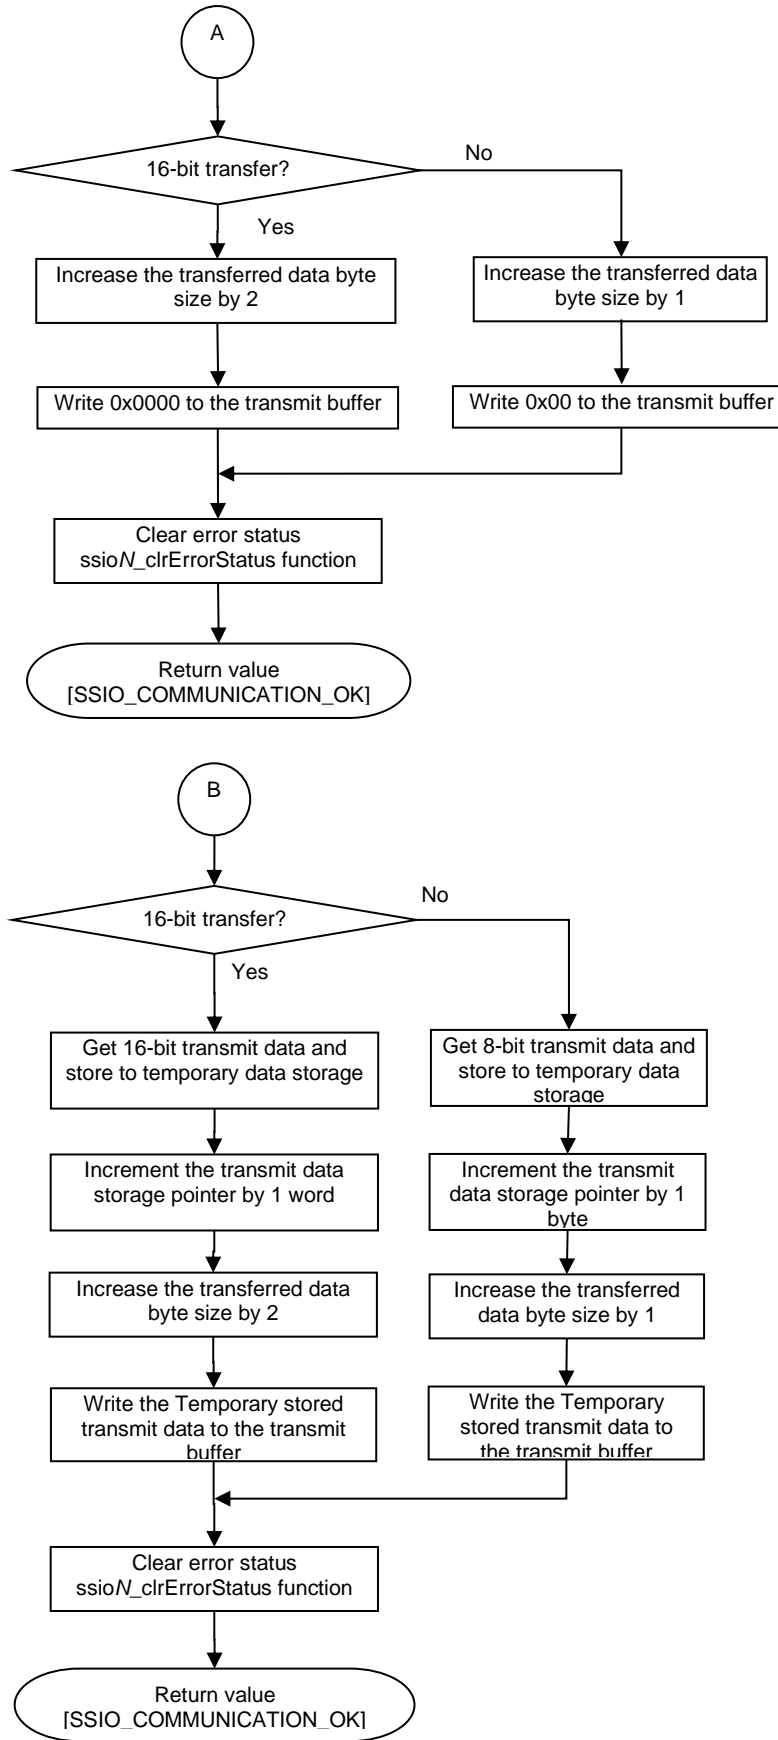 A
16-bit transfer?
No
Yes
Increase the transferred data byte
size by 2
Increase the transferred data
byte size by 1
Write 0x0000 to the transmit buffer
Write 0x00 to the transmit buffer
Clear error status
ssioN_clrErrorStatus function
Return value
[SSIO_COMMUNICATION_OK]
B
16-bit transfer?
No
Yes
Get 16-bit transmit data and
store to temporary data storage
Get 8-bit transmit data and
store to temporary data
storage
Increment the transmit data
storage pointer by 1 word
Increment the transmit
data storage pointer by 1
byte
Increase the transferred data
byte size by 2
Increase the transferred
data byte size by 1
Write the Temporary stored
transmit data to the transmit
buffer
Write the Temporary
stored transmit data to
the transmit buffer
Clear error status
ssioN_clrErrorStatus function
Return value
[SSIO_COMMUNICATION_OK]